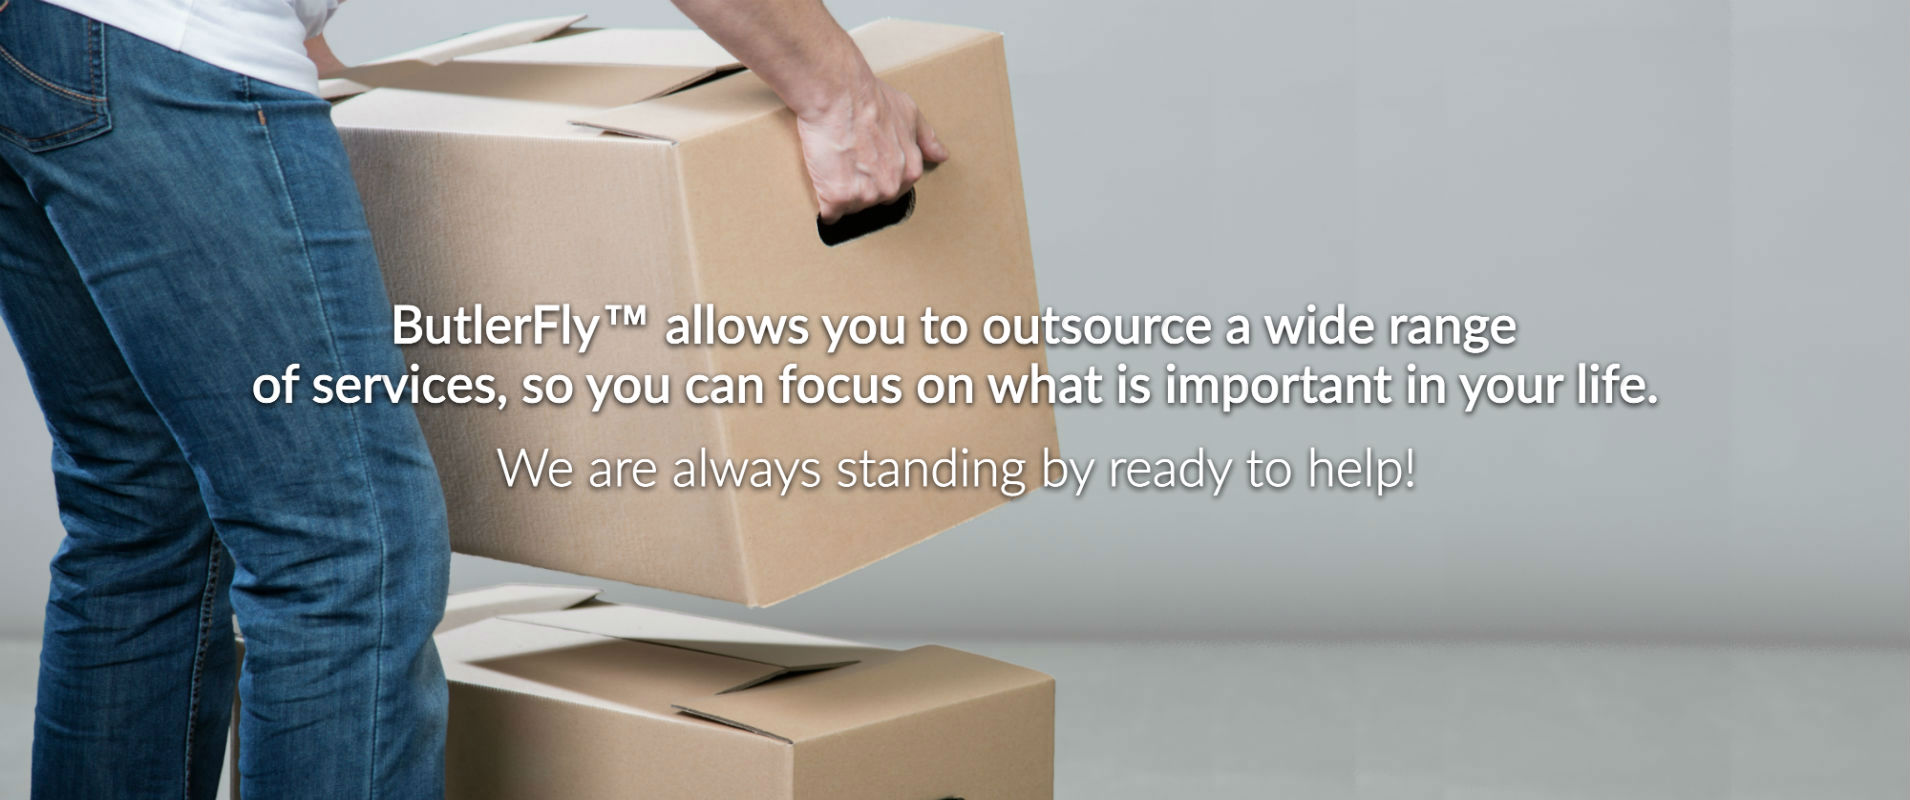 ButlerFly™ allows you to outsource a wide range
of services, so you can focus on what is important in your life.
We are always standing by ready to help!